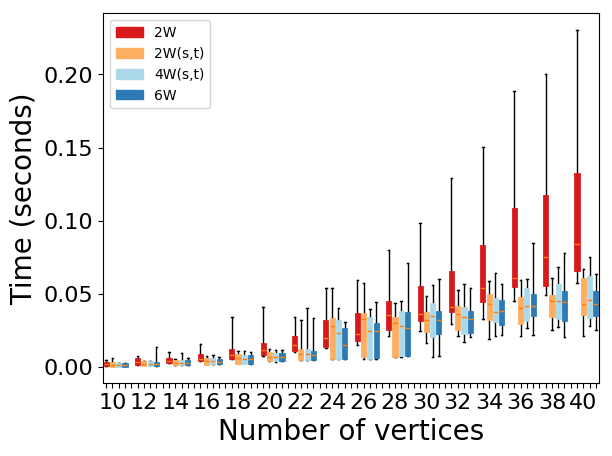 2W
2W(s,t)
4W(s,t)
6W
Time (seconds)
0.20
0.15
0.10
0.05
0.00
10 12 14 16 18 20 22 24 26 28 30 32 34 36 38 40
Number of vertices